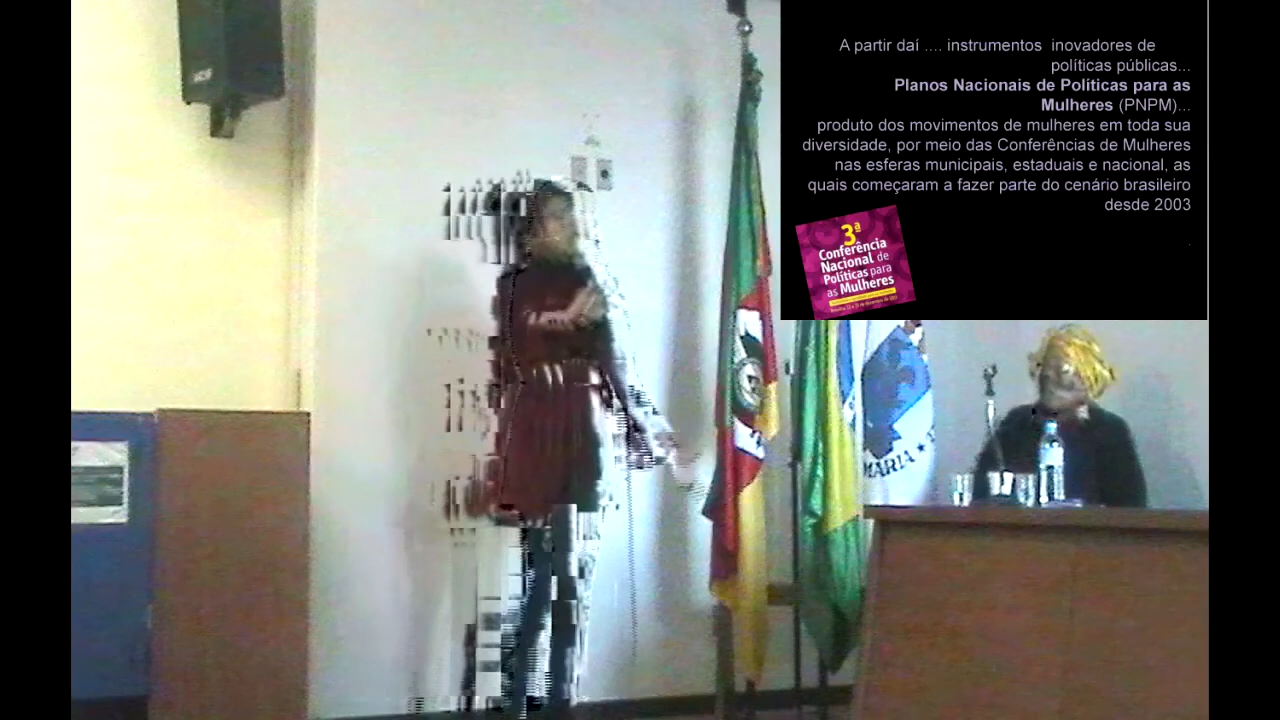 A partir daí .... instrumentos inovadores de
políticas públicas...
Planos Nacionais de Políticas para as
Mulheres (PNPM)...
produto dos movimentos de mulheres em toda sua
diversidade, por meio das Conferências de Mulheres
nas esferas municipais, estaduais e nacional, as
quais começaram a fazer parte do cenário brasileiro
desde 2003
3ª
Conferência
Nacional de
Políticas para
as Mulheres
MARIA